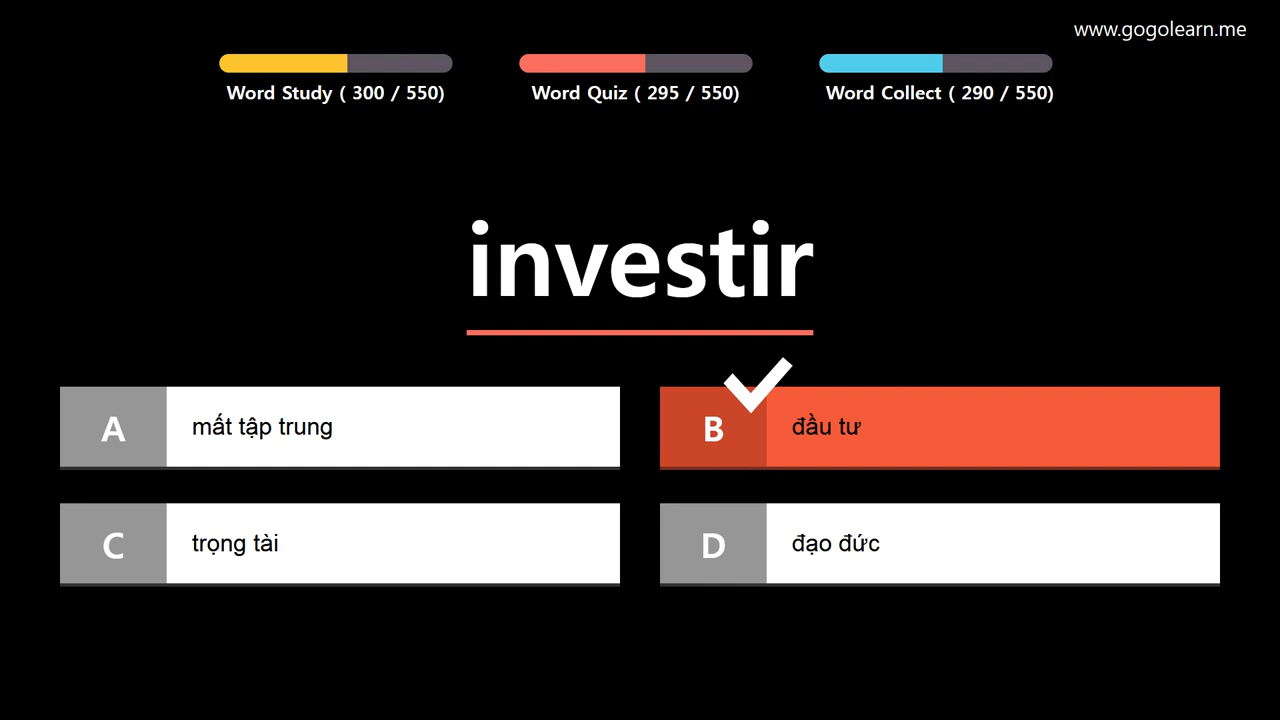 www.gogolearn.me
Word Study ( 300 / 550)
Word Quiz ( 295 / 550)
Word Collect ( 290 / 550)
investir
A
mất tập trung
B
đầu tư
C
trọng tài
D
đạo đức